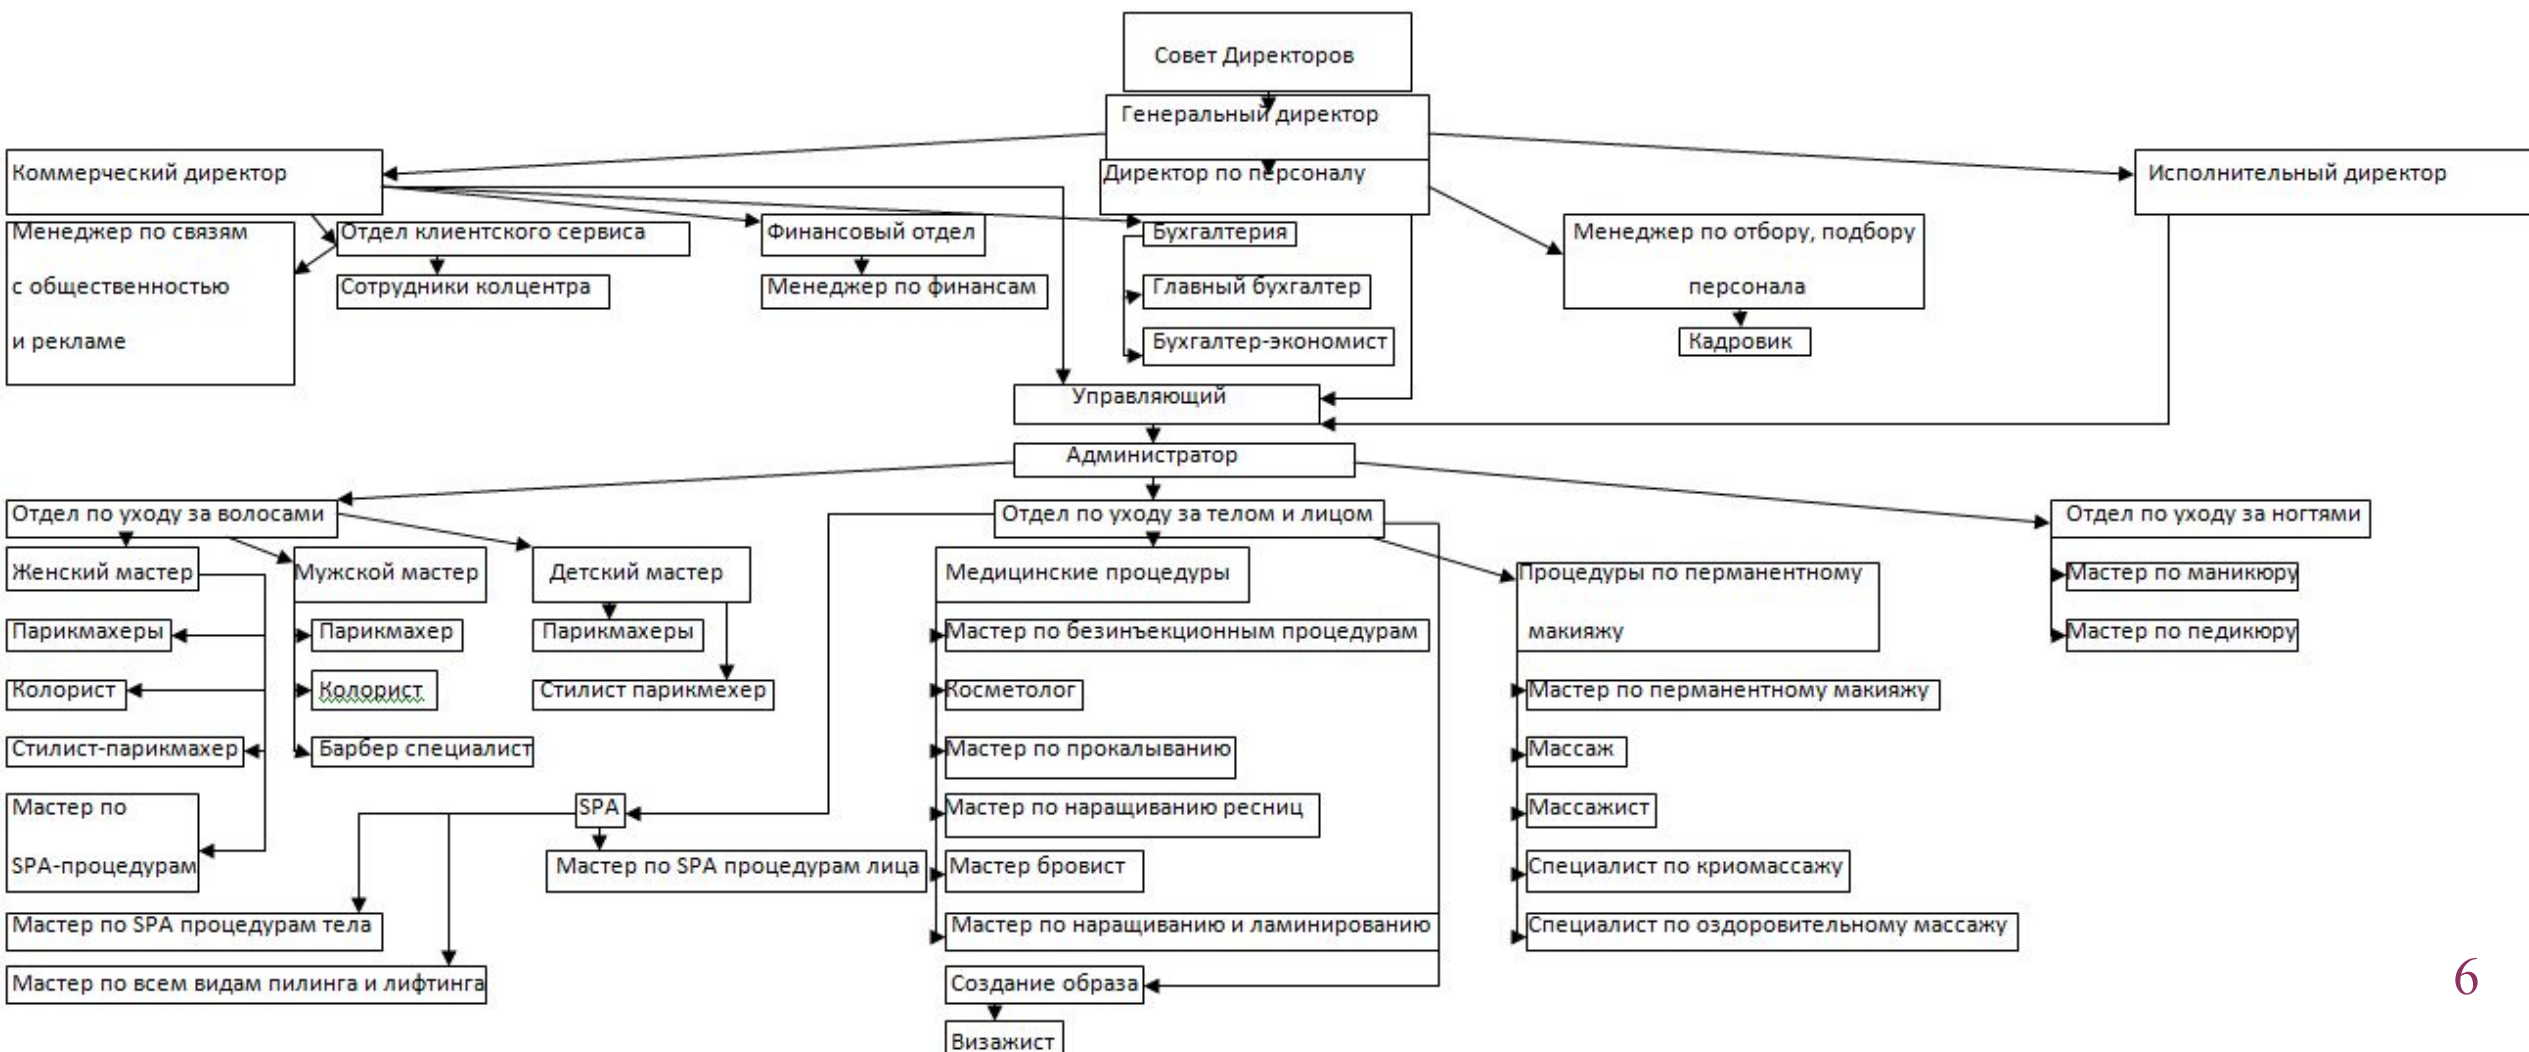 Совет Директоров
Генеральный директор
Коммерческий директор
Директор по персоналу
Исполнительный директор
Менеджер по связям
с общественностью
и рекламе
Отдел клиентского сервиса
Сотрудники колцентра
Финансовый отдел
Менеджер по финансам
Бухгалтерия
Главный бухгалтер
Бухгалтер-экономист
Менеджер по отбору, подбору
персонала
Кадровик
Управляющий
Администратор
Отдел по уходу за волосами
Женский мастер
Парикмахеры
Колорист
Стилист-парикмахер
Мастер по
SPA-процедурам
Мужской мастер
Парикмахер
Колорист
Барбер специалист
Детский мастер
Парикмахеры
Стилист парикмехер
Отдел по уходу за телом и лицом
SPA
Мастер по SPA процедурам лица
Мастер по SPA процедурам тела
Мастер по всем видам пилинга и лифтинга
Медицинские процедуры
Мастер по безинъекционным процедурам
Косметолог
Мастер по прокалыванию
Мастер по наращиванию ресниц
Мастер бровист
Мастер по наращиванию и ламинированию
Создание образа
Визажист
Процедуры по перманентному
макияжу
Мастер по перманентному макияжу
Массаж
Массажист
Специалист по криомассажу
Специалист по оздоровительному массажу
Отдел по уходу за ногтями
Мастер по маникюру
Мастер по педикюру
6